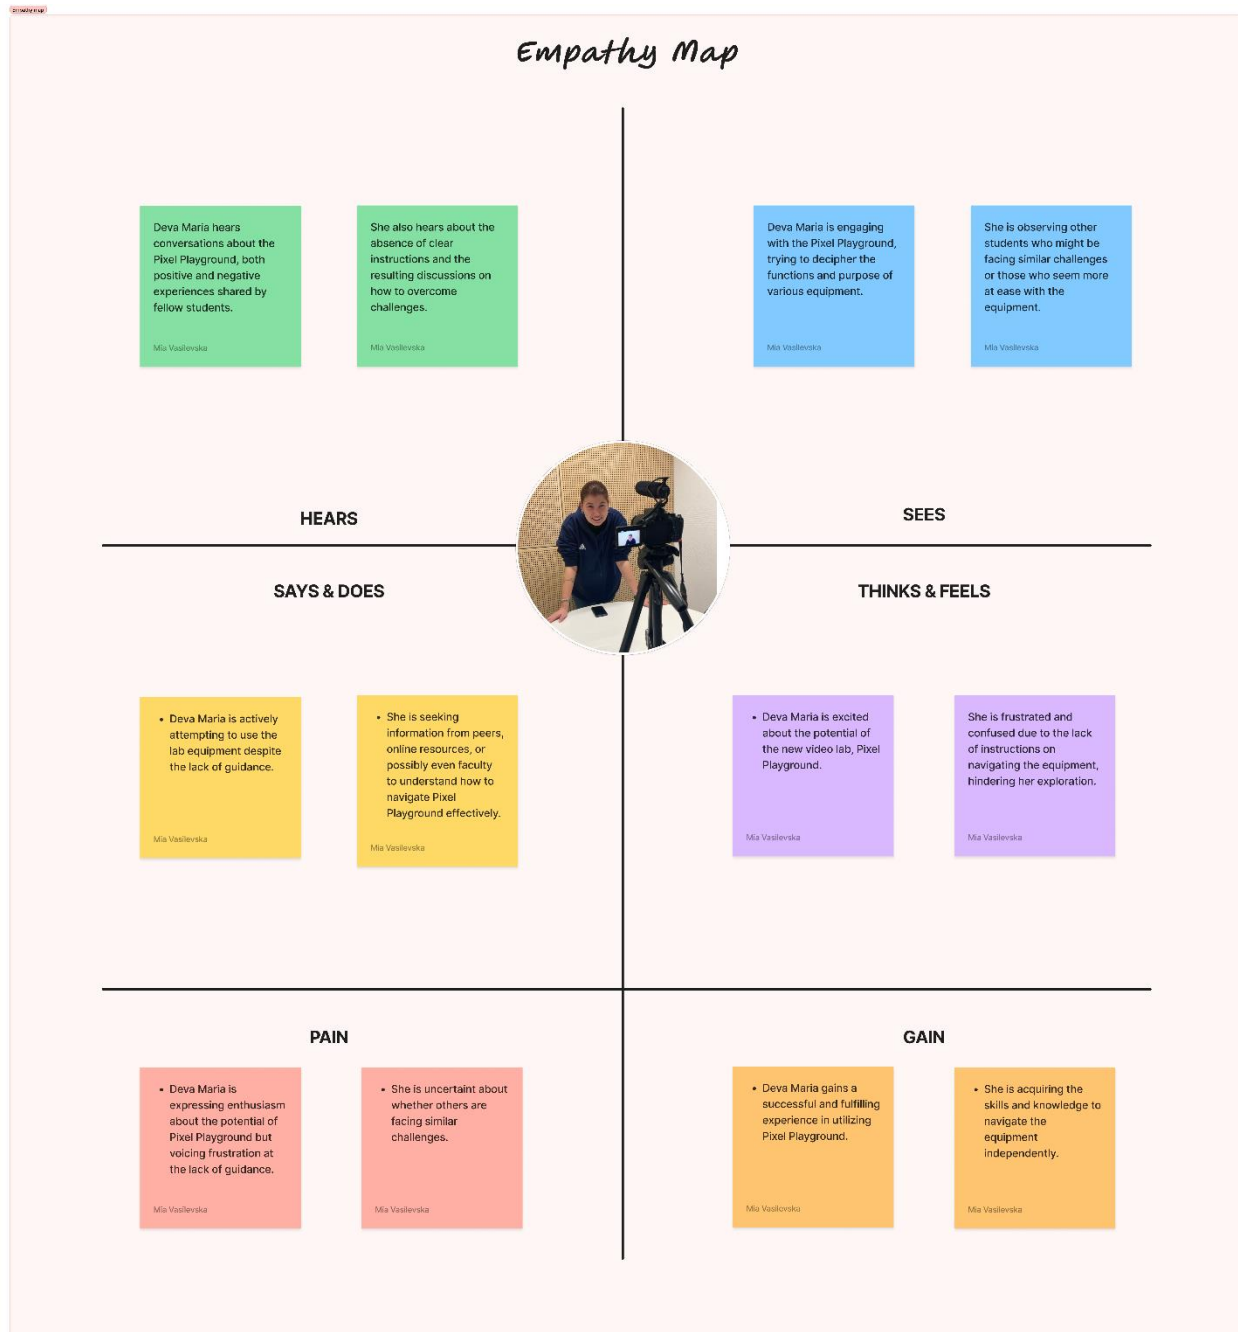 Empathy map
Empathy Map
Deva Maria hears
conversations about the
Pixel Playground, both
positive and negative
experiences shared by
fellow students.
Mia Vasilevska
She also hears about the
absence of clear
instructions and the
resulting discussions on
how to overcome
challenges.
Mia Vasilevska
Deva Maria is engaging
with the Pixel Playground,
trying to decipher the
functions and purpose of
various equipment.
Mia Vasilevska
She is observing other
students who might be
facing similar challenges
or those who seem more
at ease with the
equipment.
Mia Vasilevska
HEARS
SEES
SAYS & DOES
THINKS & FEELS
• Deva Maria is actively
attempting to use the
lab equipment despite
the lack of guidance.
Mia Vasilevska
• She is seeking
information from peers,
online resources, or
possibly even faculty
to understand how to
navigate Pixel
Playground effectively.
Mia Vasilevska
• Deva Maria is excited
about the potential of
the new video lab, Pixel
Playground.
Mia Vasilevska
She is frustrated and
confused due to the lack
of instructions on
navigating the equipment,
hindering her exploration.
Mia Vasilevska
PAIN
GAIN
• Deva Maria is
expressing enthusiasm
about the potential of
Pixel Playground but
voicing frustration at
the lack of guidance.
Mia Vasilevska
• She is uncertaint about
whether others are
facing similar
challenges.
Mia Vasilevska
• Deva Maria gains a
successful and fulfilling
experience in utilizing
Pixel Playground.
Mia Vasilevska
• She is acquiring the
skills and knowledge to
navigate the
equipment
independently.
Mia Vasilevska